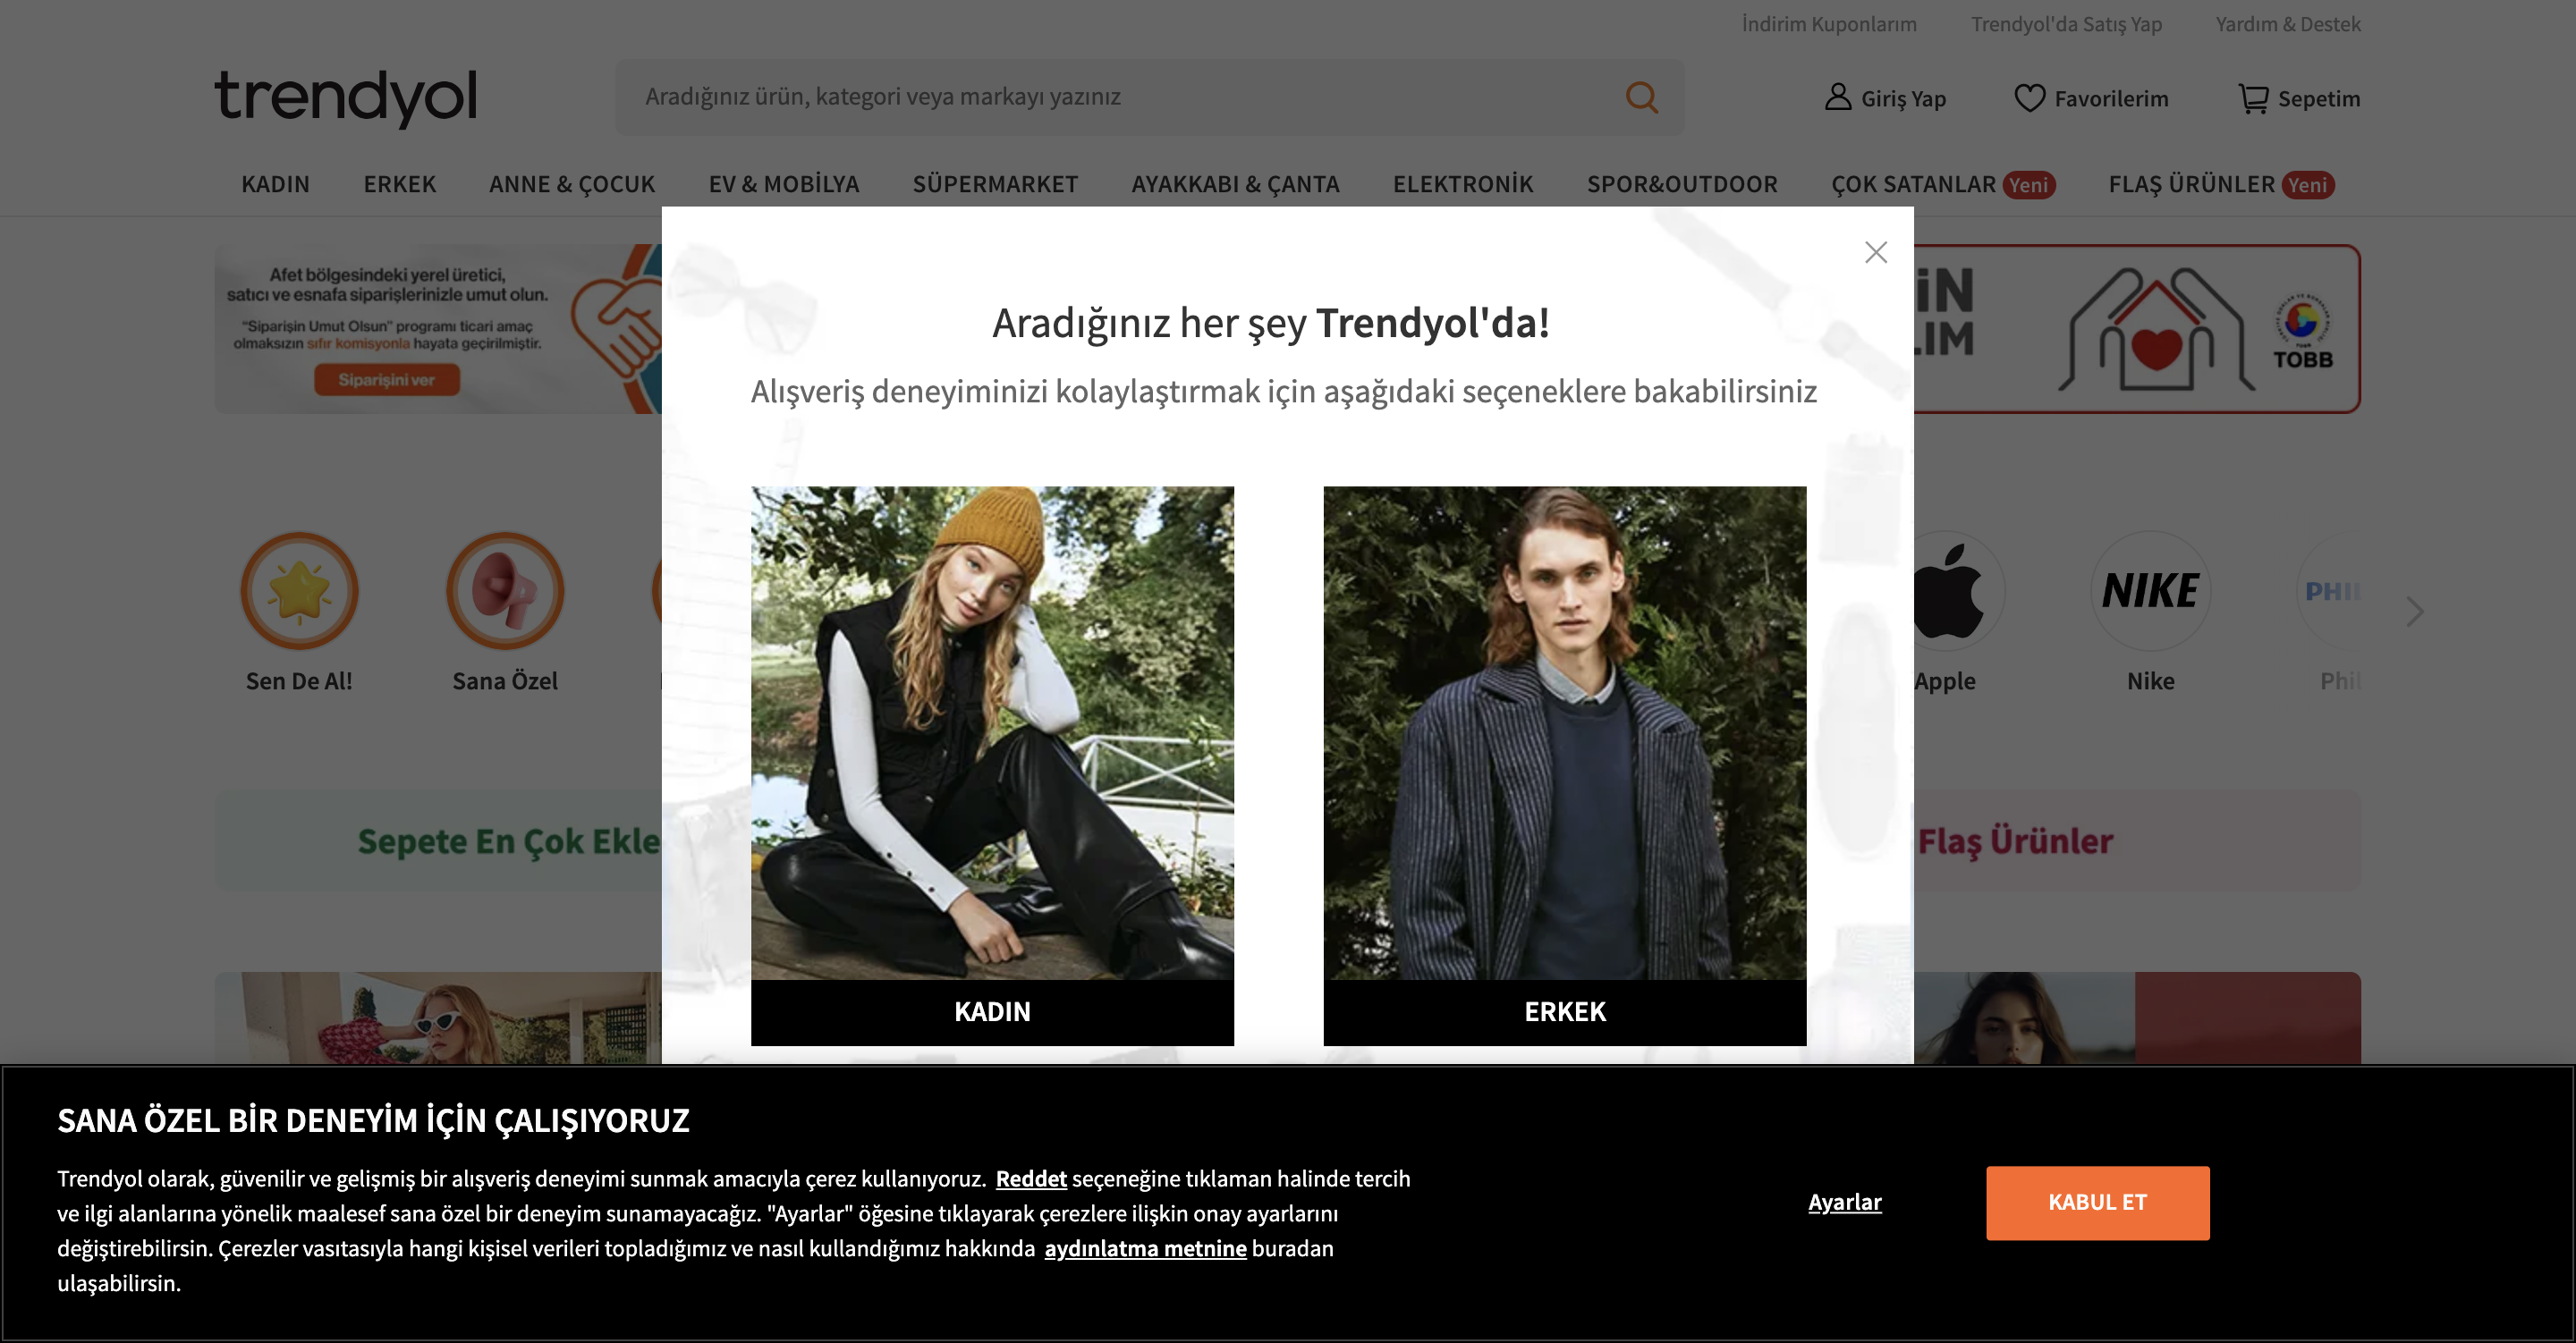 İndirim Kuponlarım
Trendyol'da Satış Yap
Yardım & Destek
trendyol
Aradığınız ürün, kategori veya markayı yazınız
Giriş Yap
Favorilerim
Sepetim
KADIN
ERKEK
ANNE & ÇOCUK
EV & MOBİLYA
SÜPERMARKET
AYAKKABI & ÇANTA
ELEKTRONİK
SPOR&OUTDOOR
ÇOK SATANLAR Yeni
FLAŞ ÜRÜNLER Yeni
Afet bölgesindeki yerel üretici,
satıcı ve esnafa siparişlerinizle umut olun.
"Siparişin Umut Olsun" programı ticari amaç
olmaksızın sıfır komisyonla hayata geçirilmiştir.
Siparişini ver
TOBB
Aradığınız her şey Trendyol'da!
Alışveriş deneyiminizi kolaylaştırmak için aşağıdaki seçeneklere bakabilirsiniz
KADIN
ERKEK
Sen De Al!
Sana Özel
NIKE
PHIL
Apple
Nike
Phil
Sepete En Çok Ekle
Flaş Ürünler
SANA ÖZEL BİR DENEYİM İÇİN ÇALIŞIYORUZ
Trendyol olarak, güvenilir ve gelişmiş bir alışveriş deneyimi sunmak amacıyla çerez kullanıyoruz. Reddet seçeneğine tıklaman halinde tercih
ve ilgi alanlarına yönelik maalesef sana özel bir deneyim sunamayacağız. "Ayarlar" öğesine tıklayarak çerezlere ilişkin onay ayarlarını
değiştirebilirsin. Çerezler vasıtasıyla hangi kişisel verileri topladığımız ve nasıl kullandığımız hakkında aydınlatma metnine buradan
ulaşabilirsin.
Ayarlar
KABUL ET